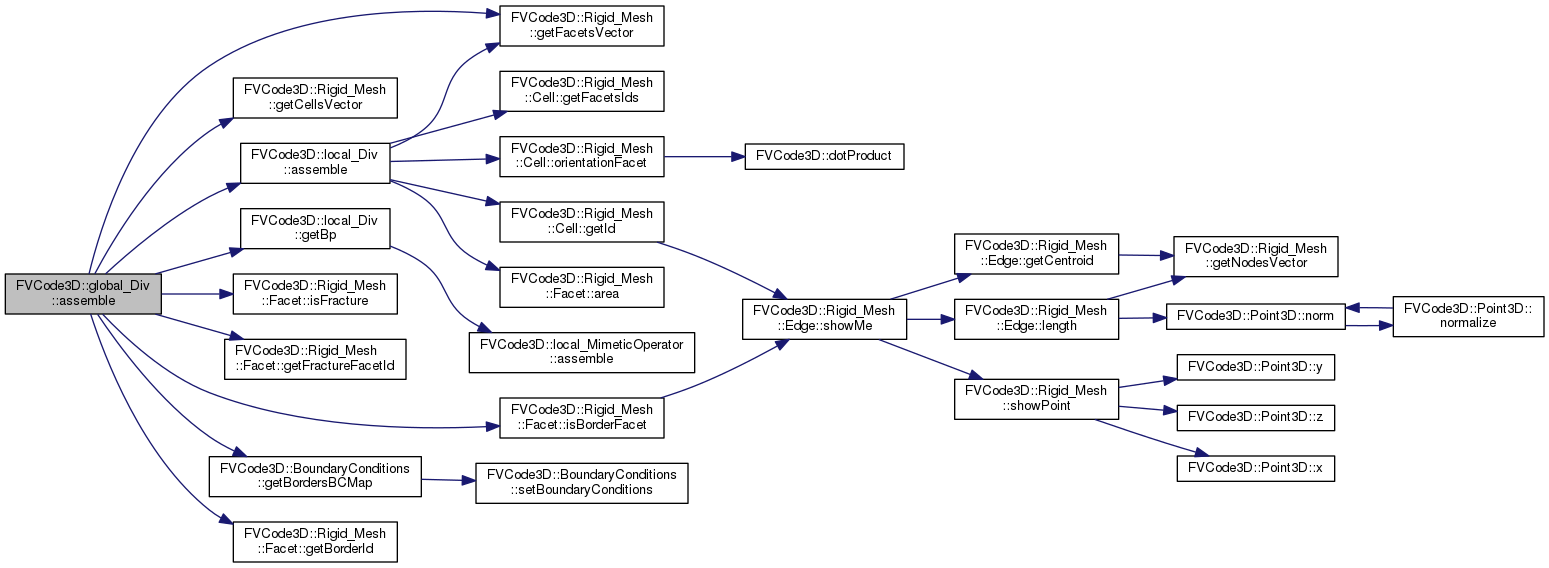 FVCode3D::global_Div
::assemble
FVCode3D::Rigid_Mesh
::getCellsVector
FVCode3D::local_Div
::assemble
FVCode3D::local_Div
::getBp
FVCode3D::Rigid_Mesh
::Facet::isFracture
FVCode3D::Rigid_Mesh
::Facet::getFractureFacetId
FVCode3D::BoundaryConditions
::getBordersBCMap
FVCode3D::Rigid_Mesh
::Facet::getBorderId
FVCode3D::Rigid_Mesh
::getFacetsVector
FVCode3D::Rigid_Mesh
::Cell::getFacetsIds
FVCode3D::Rigid_Mesh
::Cell::orientationFacet
FVCode3D::Rigid_Mesh
::Cell::getId
FVCode3D::Rigid_Mesh
::Facet::area
FVCode3D::local_MimeticOperator
::assemble
FVCode3D::Rigid_Mesh
::Facet::isBorderFacet
FVCode3D::BoundaryConditions
::setBoundaryConditions
FVCode3D::dotProduct
FVCode3D::Rigid_Mesh
::Edge::showMe
FVCode3D::Rigid_Mesh
::Edge::getCentroid
FVCode3D::Rigid_Mesh
::Edge::length
FVCode3D::Rigid_Mesh
::showPoint
FVCode3D::Rigid_Mesh
::getNodesVector
FVCode3D::Point3D::norm
FVCode3D::Point3D::y
FVCode3D::Point3D::z
FVCode3D::Point3D::x
FVCode3D::Point3D::
normalize